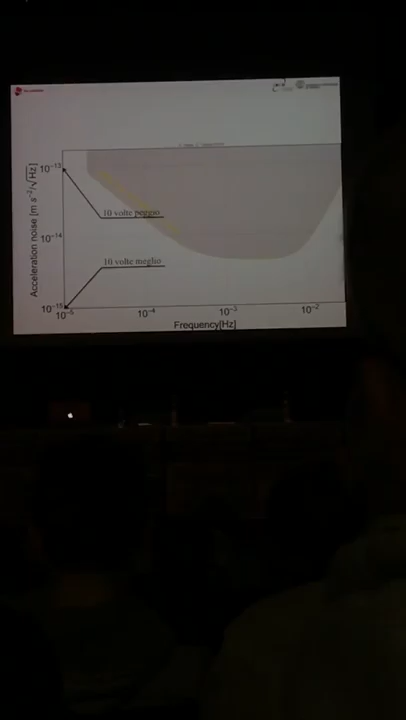 10⁻¹³
10 volte peggio
10⁻¹⁴
10 volte meglio
10⁻¹⁵
Acceleration noise [m s⁻²/√Hz]
10⁻⁵ 10⁻⁴ 10⁻³ 10⁻²
Frequency[Hz]